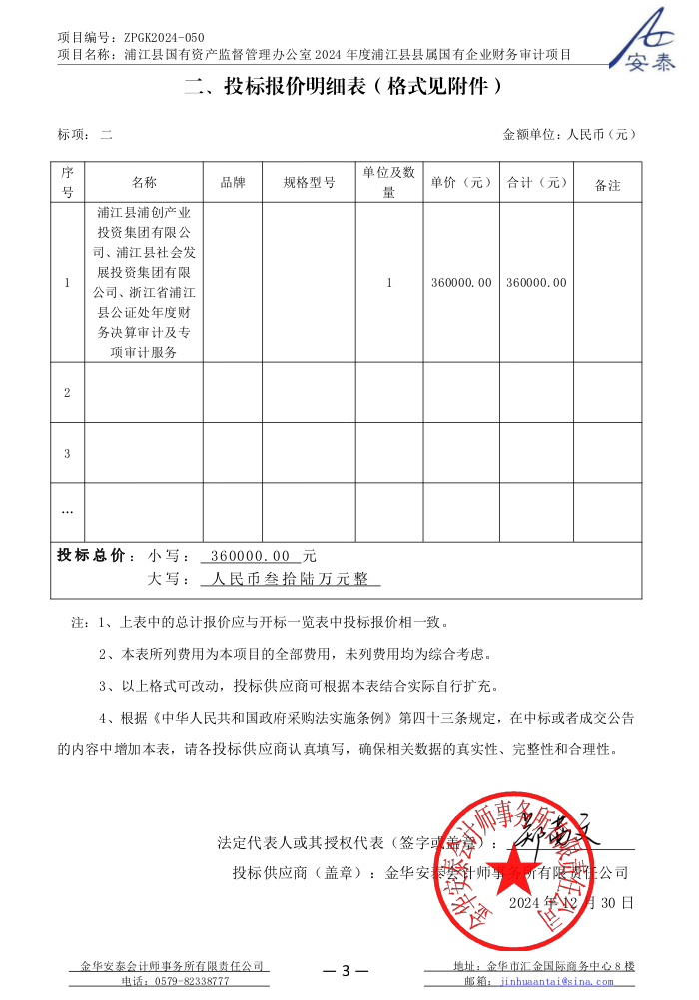 项目编号：ZPGK2024-050
项目名称：浦江县国有资产监督管理办公室 2024 年度浦江县县属国有企业财务审计项目
安泰
二、投标报价明细表（格式见附件）
标项： 二
金额单位：人民币（元）
序号 名称 品牌 规格型号 单位及数量 单价（元） 合计（元） 备注
1 浦江县浦创产业投资集团有限公司、浦江县社会发展投资集团有限公司、浙江省浦江县公证处年度财务决算审计及专项审计服务 1 360000.00 360000.00
2
3
…
投标总价：小写： 360000.00 元
大写： 人民币叁拾陆万元整
注：1、上表中的总计报价应与开标一览表中投标报价相一致。
2、本表所列费用为本项目的全部费用，未列费用均为综合考虑。
3、以上格式可改动，投标供应商可根据本表结合实际自行扩充。
4、根据《中华人民共和国政府采购法实施条例》第四十三条规定，在中标或者成交公告
的内容中增加本表，请各投标供应商认真填写，确保相关数据的真实性、完整性和合理性。
法定代表人或其授权代表（签字或盖章）：
投标供应商（盖章）：金华安泰会计师事务所有限责任公司
2024 年 12 月 30 日
金华安泰会计师事务所有限责任公司
金华安泰会计师事务所有限责任公司
电话：0579-82338777
— 3 —
地址：金华市汇金国际商务中心 8 楼
邮箱：jinhuaantai@sina.com